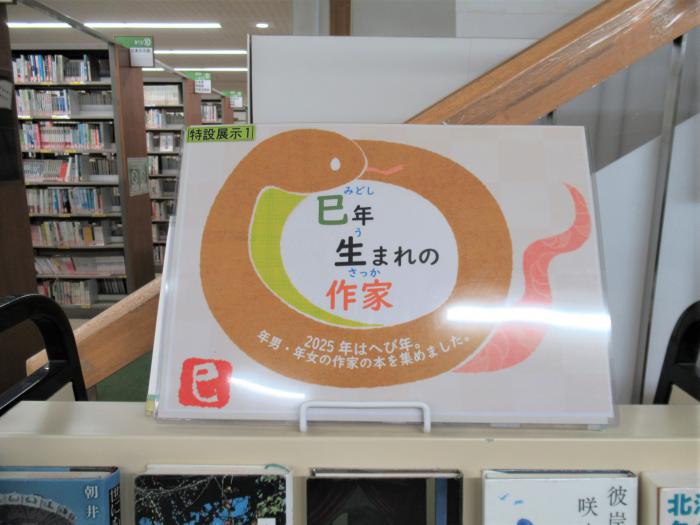 特設展示1
みどし
巳年
う
生まれの
さっか
作家
2025年はへび年。
年男・年女の作家の本を集めました。
巳
朝井
彼岸
咲
北